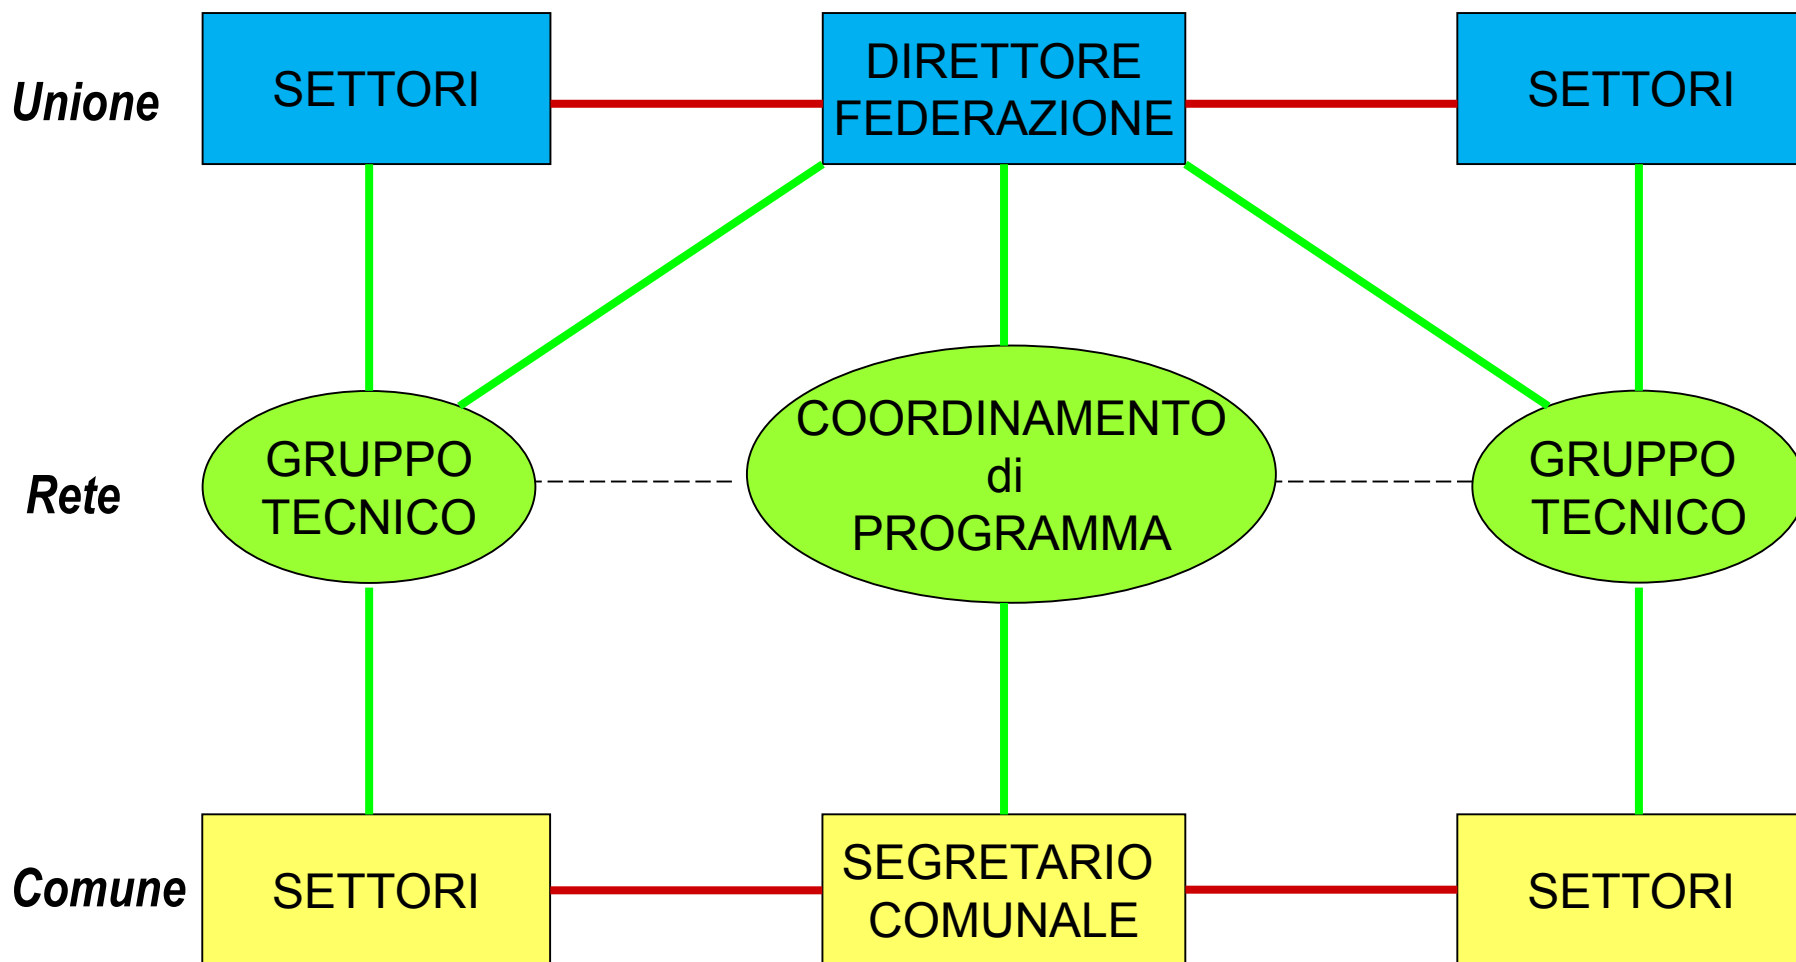 Unione
SETTORI
DIRETTORE
FEDERAZIONE
SETTORI
Rete
GRUPPO
TECNICO
COORDINAMENTO
di
PROGRAMMA
GRUPPO
TECNICO
Comune
SETTORI
SEGRETARIO
COMUNALE
SETTORI